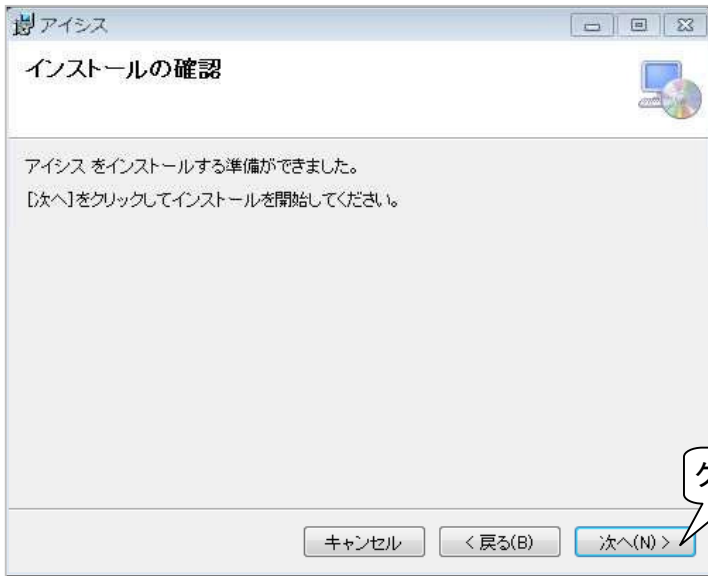 アイシス
インストールの確認
アイシス をインストールする準備ができました。
[次へ]をクリックしてインストールを開始してください。
キャンセル
< 戻る(B)
次へ(N) >